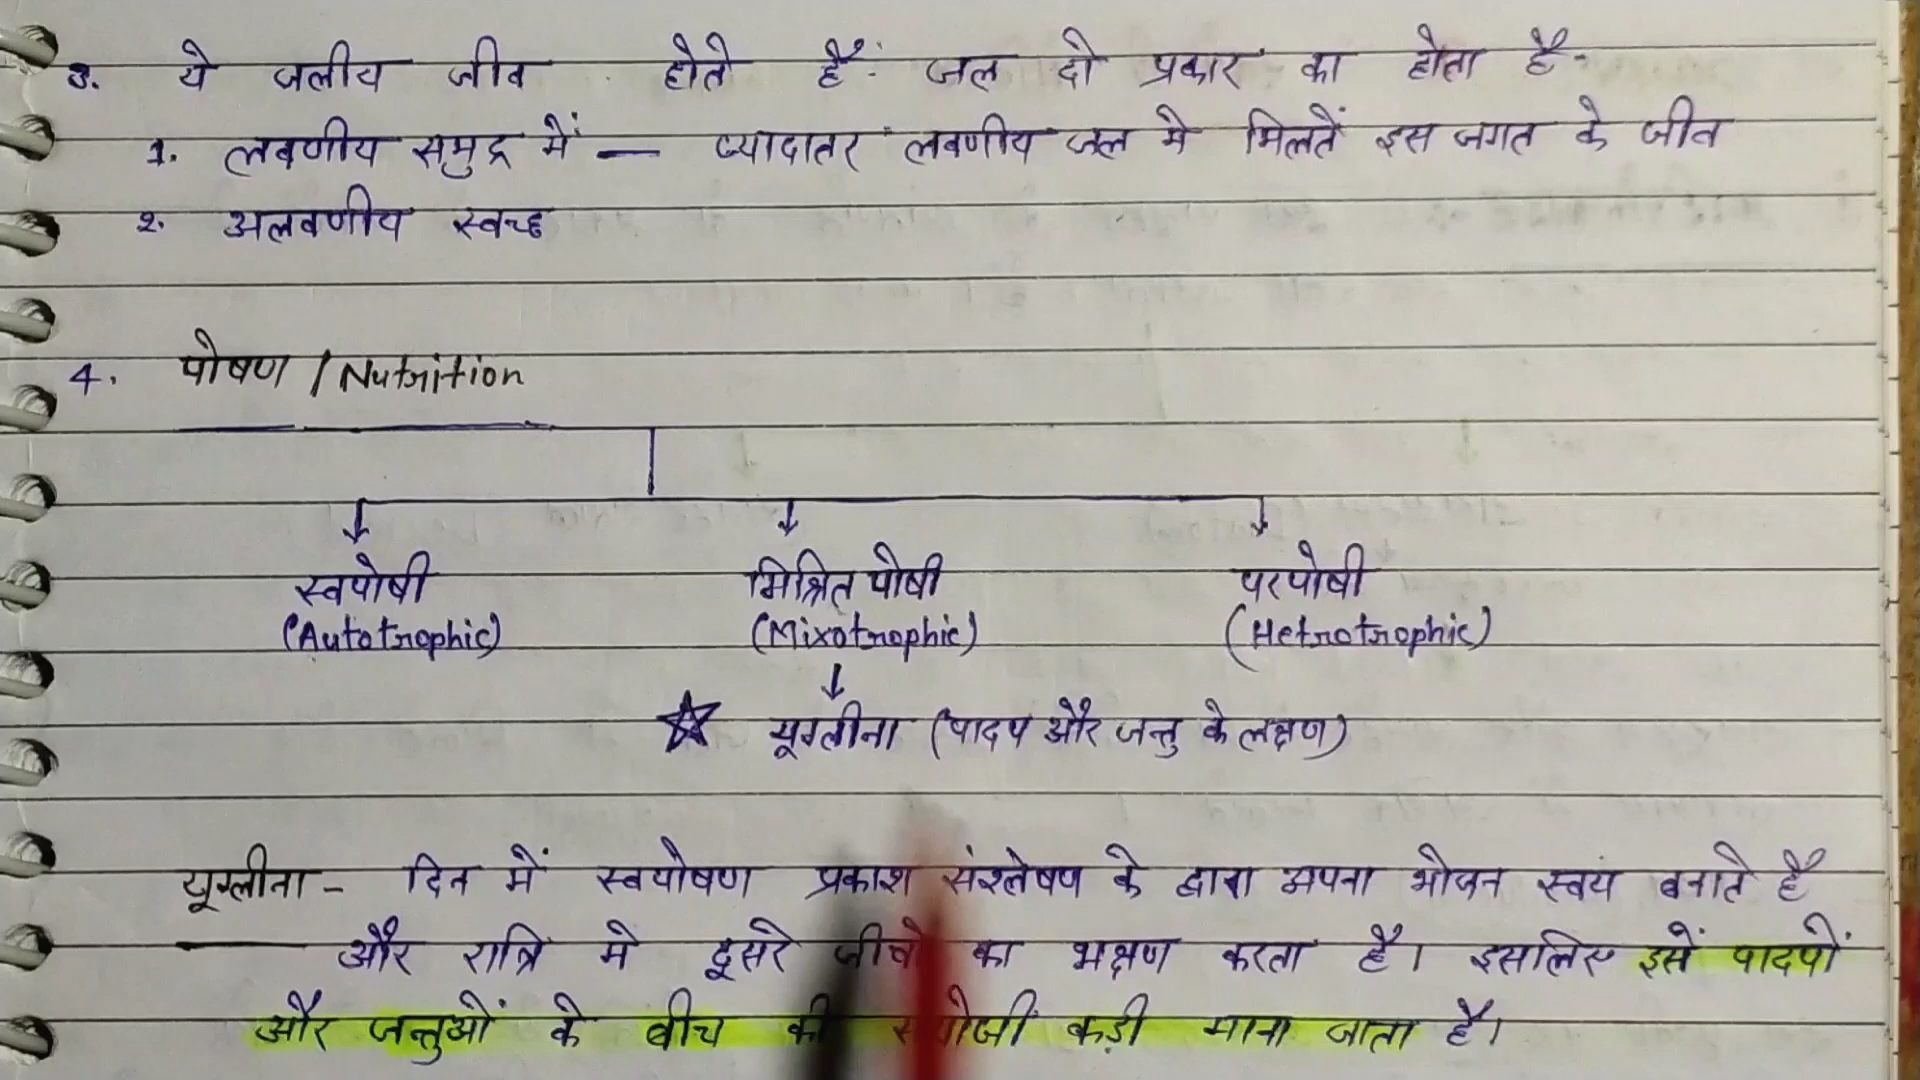 3. ये जलीय जीव होते हैं. जल दो प्रकार का होता है-
1. लवणीय समुद्र में — ज्यादातर लवणीय जल मे मिलतें इस जगत के जीव
2. अलवणीय स्वच्छ
4. पोषण / Nutrition
स्वपोषी मिश्रित पोषी परपोषी
(Autotrophic) (Mixotrophic) (Hetrotrophic)
यूग्लीना (पादप और जन्तु के लक्षण)
यूग्लीना - दिन में स्वपोषण प्रकाश संश्लेषण के द्वारा अपना भोजन स्वयं बनाते है
और रात्रि मे दूसरे जीवो का भक्षण करता है। इसलिए इसें पादपों
और जन्तुओं के बीच की कड़ी माना जाता है।